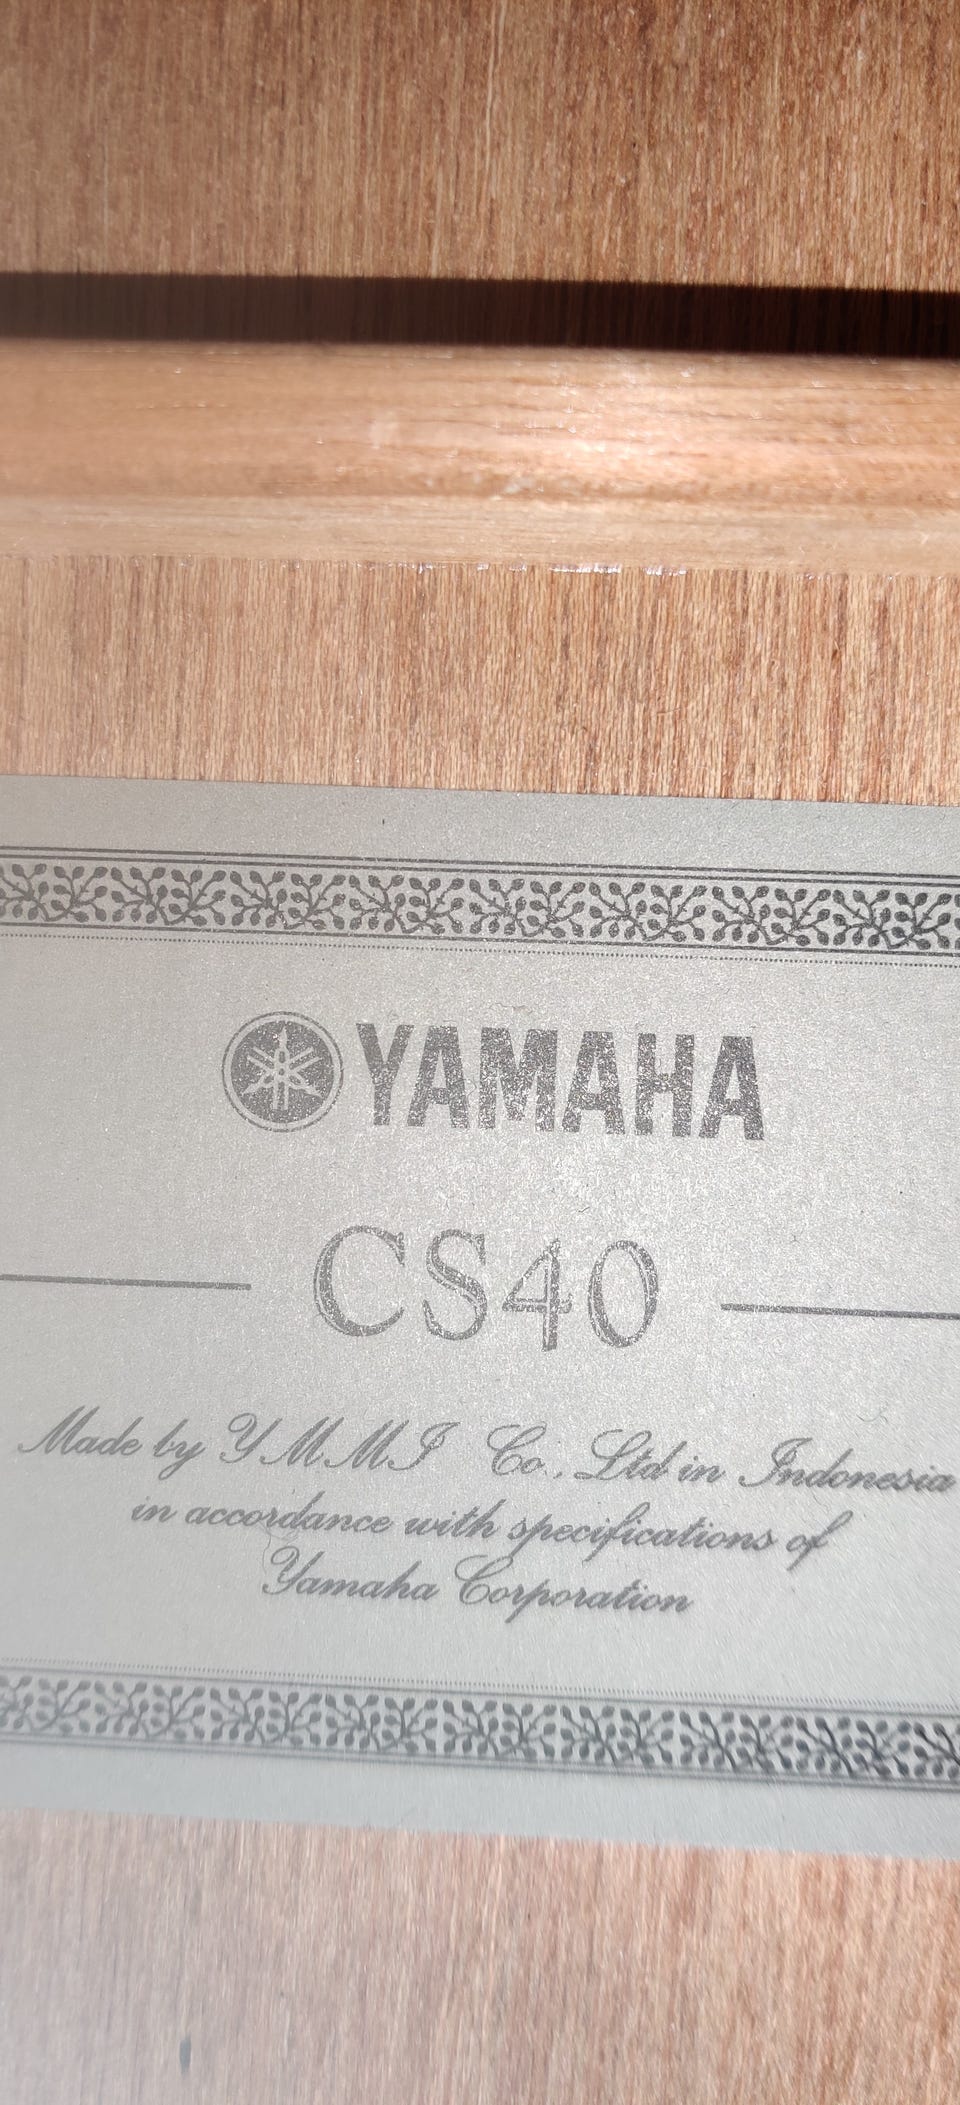 YAMAHA
CS40
Made by YMMI Co., Ltd in Indonesia
in accordance with specifications of
Yamaha Corporation